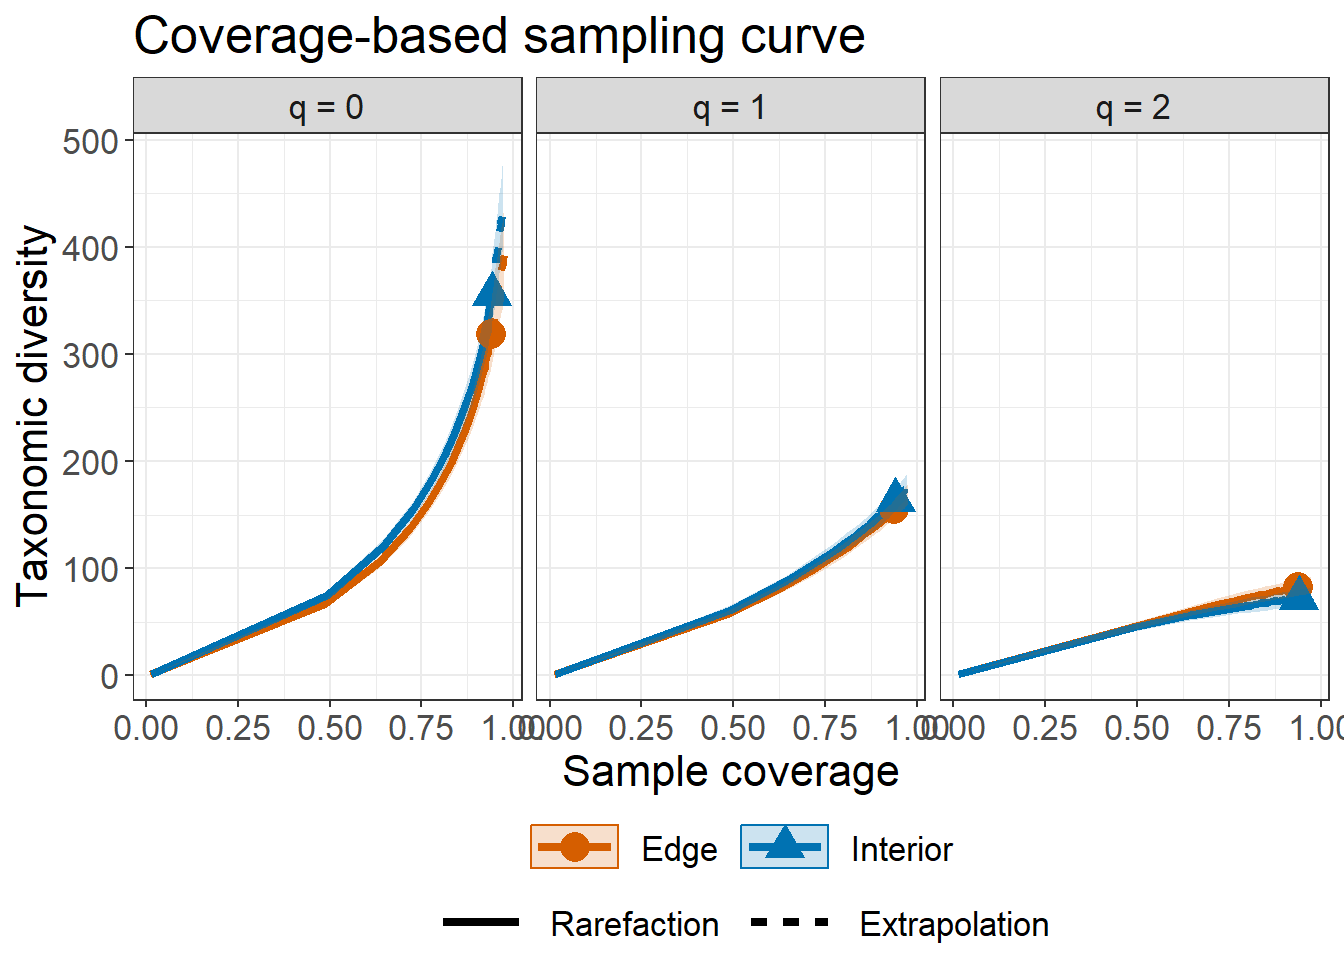 Coverage-based sampling curve
q = 0 q = 1 q = 2
Taxonomic diversity
500
400
300
200
100
0
0.00 0.25 0.50 0.75 1.00 0.00 0.25 0.50 0.75 1.00 0.00 0.25 0.50 0.75 1.00
Sample coverage
Edge Interior
Rarefaction Extrapolation